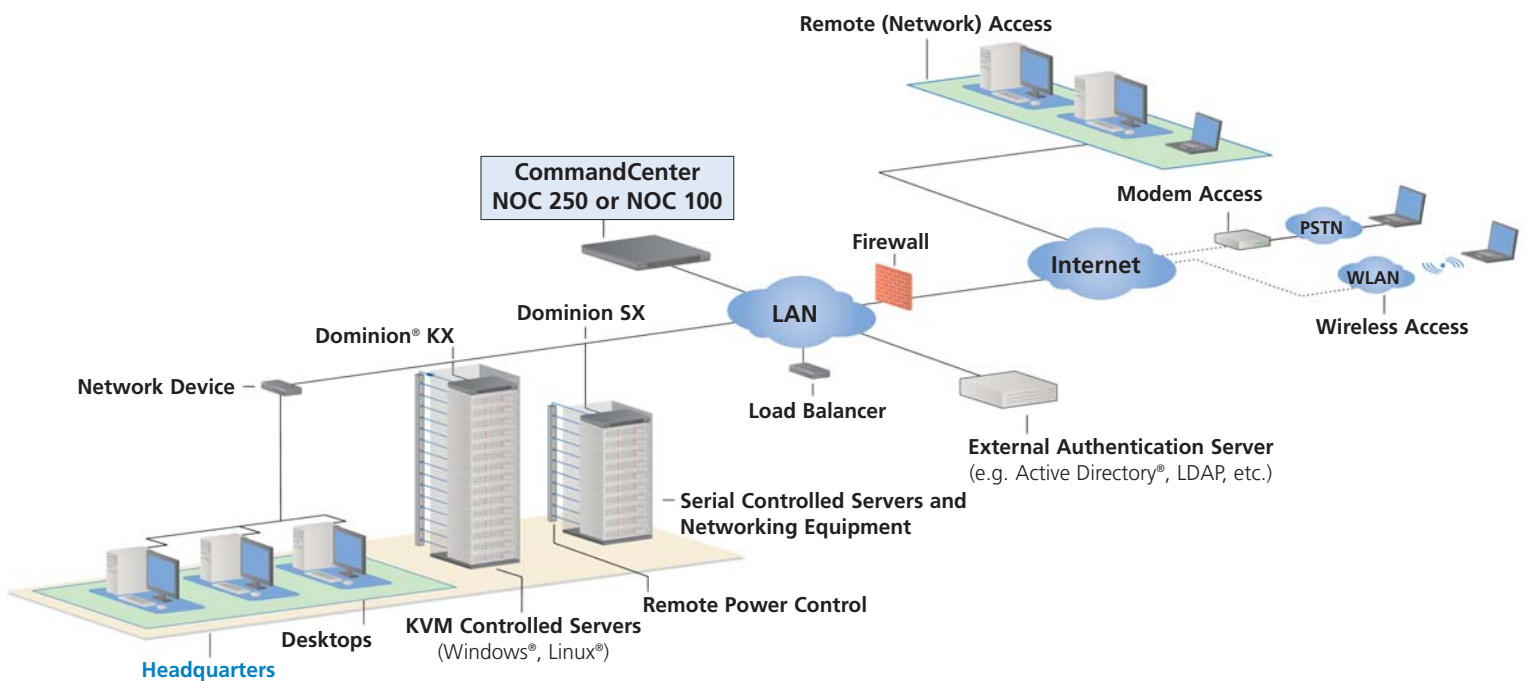 Remote (Network) Access
CommandCenter
NOC 250 or NOC 100
Modem Access
PSTN
Firewall
Internet
WLAN
Wireless Access
LAN
Dominion SX
Dominion® KX
Network Device
Load Balancer
External Authentication Server
(e.g. Active Directory®, LDAP, etc.)
Serial Controlled Servers and
Networking Equipment
Remote Power Control
KVM Controlled Servers
(Windows®, Linux®)
Desktops
Headquarters